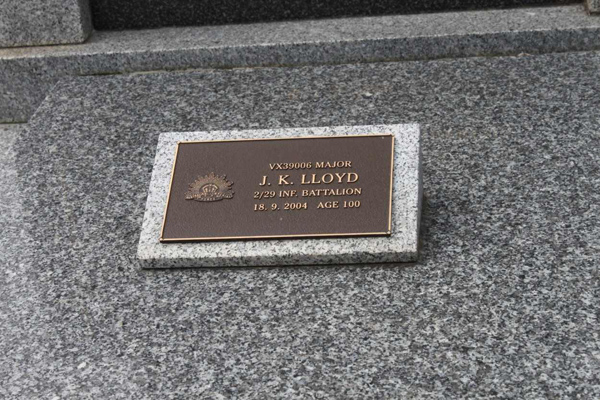 VX39006 MAJOR
J. K. LLOYD
2/29 INF. BATTALION
18. 9. 2004 AGE 100